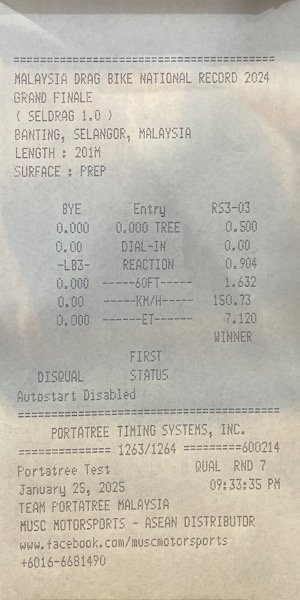 ==========================================
MALAYSIA DRAG BIKE NATIONAL RECORD 2024
GRAND FINALE
( SELDRAG 1.0 )
BANTING, SELANGOR, MALAYSIA
LENGTH : 201M
SURFACE : PREP
BYE Entry RS3-03
0.000 0.000 TREE 0.500
0.00 DIAL-IN 0.00
-LB3- REACTION 0.904
0.000 ------60FT------ 1.632
0.00 ------KM/H------ 150.73
0.000 -------ET------- 7.120
WINNER
FIRST
DISQUAL STATUS
Autostart Disabled
==========================================
PORTATREE TIMING SYSTEMS, INC.
============== 1263/1264 =========600214
Portatree Test QUAL RND 7
January 25, 2025 09:33:35 PM
TEAM PORTATREE MALAYSIA
MUSC MOTORSPORTS - ASEAN DISTRIBUTOR
www.facebook.com/muscmotorsports
+6016-6681490